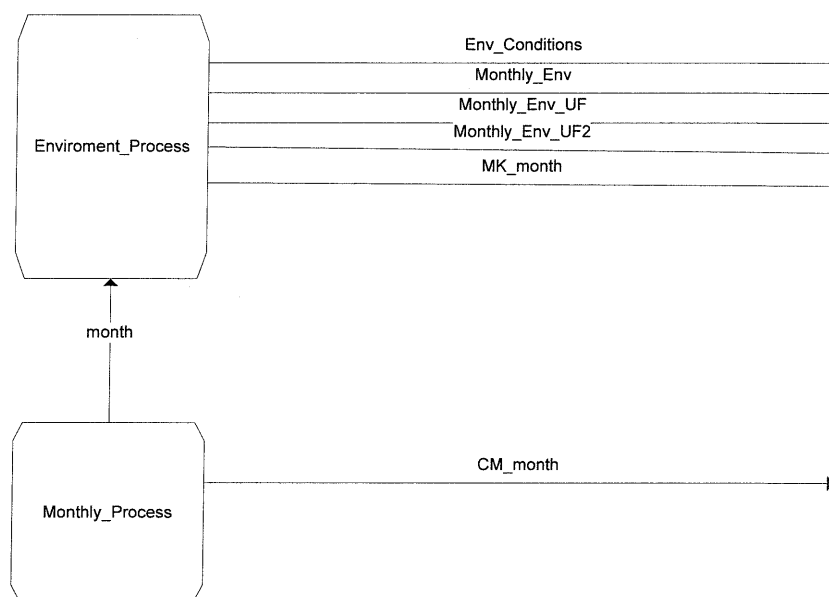 Env_Conditions
Monthly_Env
Monthly_Env_UF
Monthly_Env_UF2
Enviroment_Process
MK_month
month
CM_month
Monthly_Process